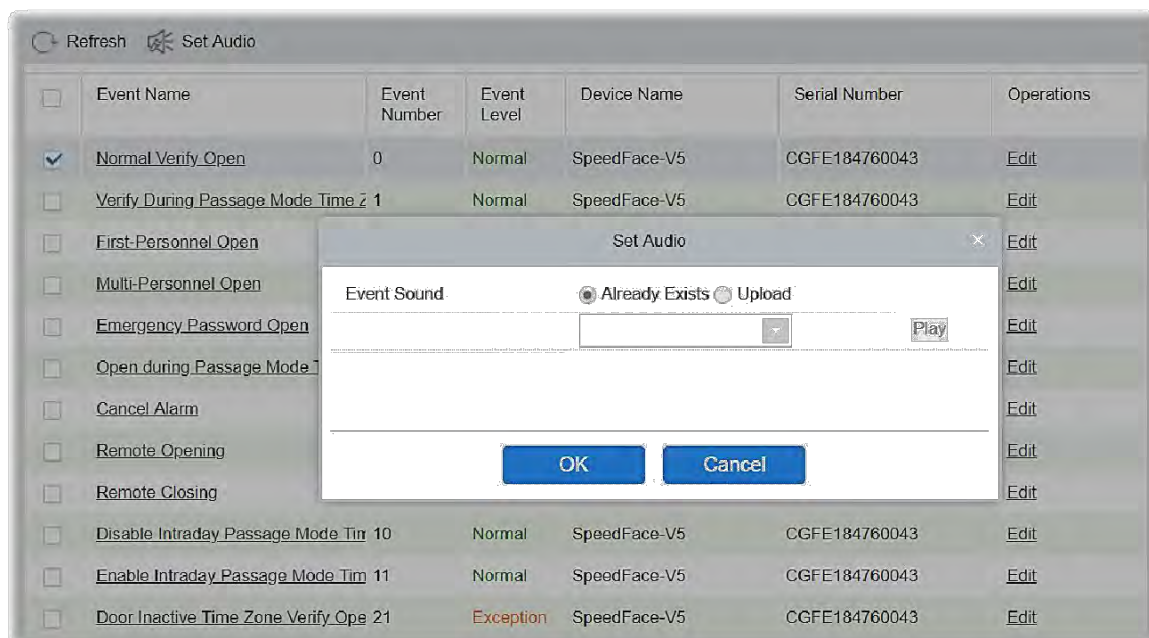 Refresh Set Audio
Event Name Event Number Event Level Device Name Serial Number Operations
Normal Verify Open 0 Normal SpeedFace-V5 CGFE184760043 Edit
Verify During Passage Mode Time Z 1 Normal SpeedFace-V5 CGFE184760043 Edit
First-Personnel Open Edit
Multi-Personnel Open Edit
Emergency Password Open Edit
Open during Passage Mode T Edit
Cancel Alarm Edit
Remote Opening Edit
Remote Closing Edit
Disable Intraday Passage Mode Tim 10 Normal SpeedFace-V5 CGFE184760043 Edit
Enable Intraday Passage Mode Tim 11 Normal SpeedFace-V5 CGFE184760043 Edit
Door Inactive Time Zone Verify Ope 21 Exception SpeedFace-V5 CGFE184760043 Edit
Set Audio ×
Event Sound Already Exists Upload
Play
OK Cancel